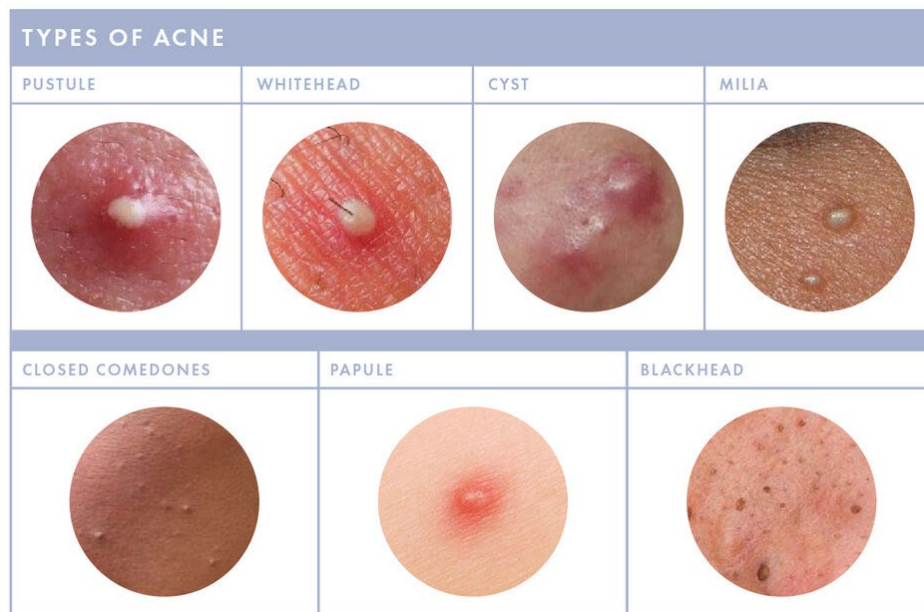 TYPES OF ACNE
PUSTULE
WHITEHEAD
CYST
MILIA
CLOSED COMEDONES
PAPULE
BLACKHEAD